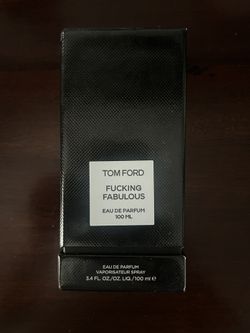 TOM FORD
FUCKING
FABULOUS
EAU DE PARFUM
100 ML
EAU DE PARFUM
VAPORISATEUR SPRAY
3.4 FL. OZ./OZ. LIQ./100 ml ℮